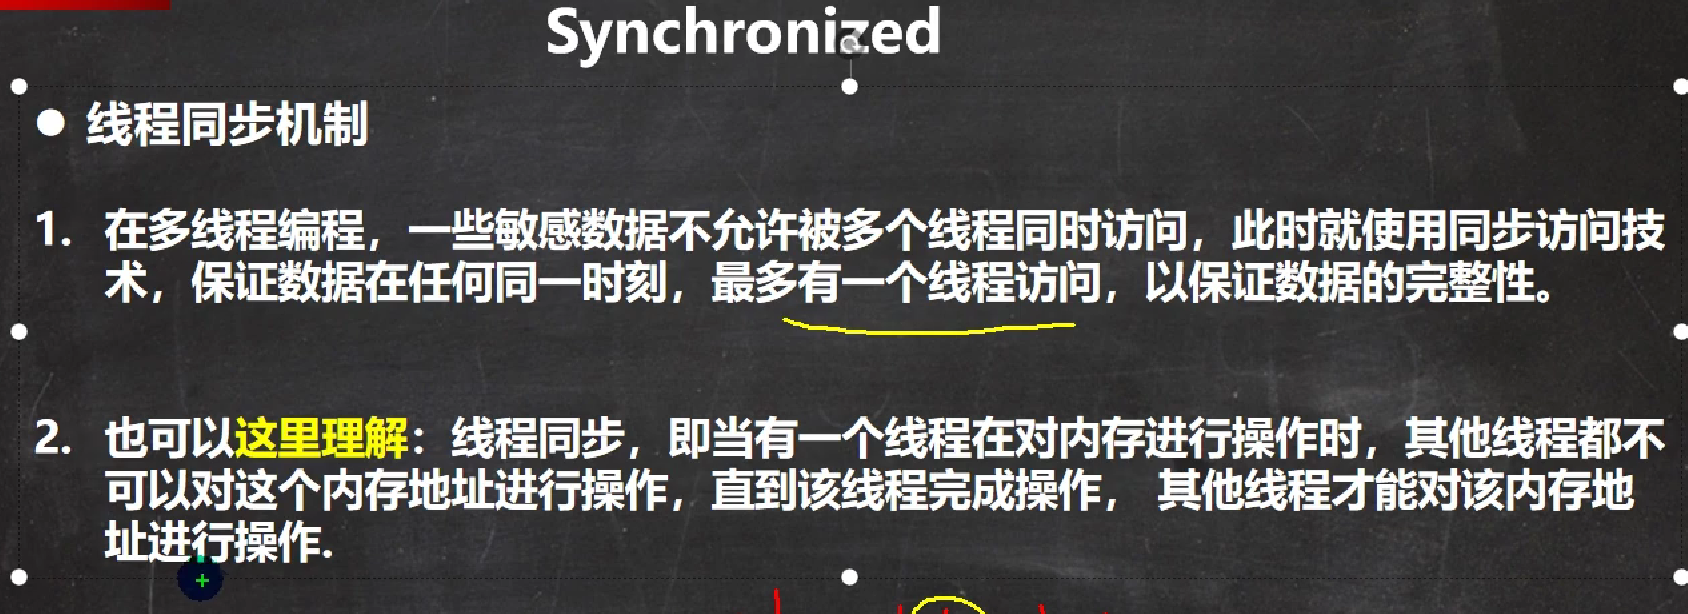 Synchronized
● 线程同步机制
1. 在多线程编程，一些敏感数据不允许被多个线程同时访问，此时就使用同步访问技
术，保证数据在任何同一时刻，最多有一个线程访问，以保证数据的完整性。
2. 也可以这里理解：线程同步，即当有一个线程在对内存进行操作时，其他线程都不
可以对这个内存地址进行操作，直到该线程完成操作， 其他线程才能对该内存地
址进行操作.